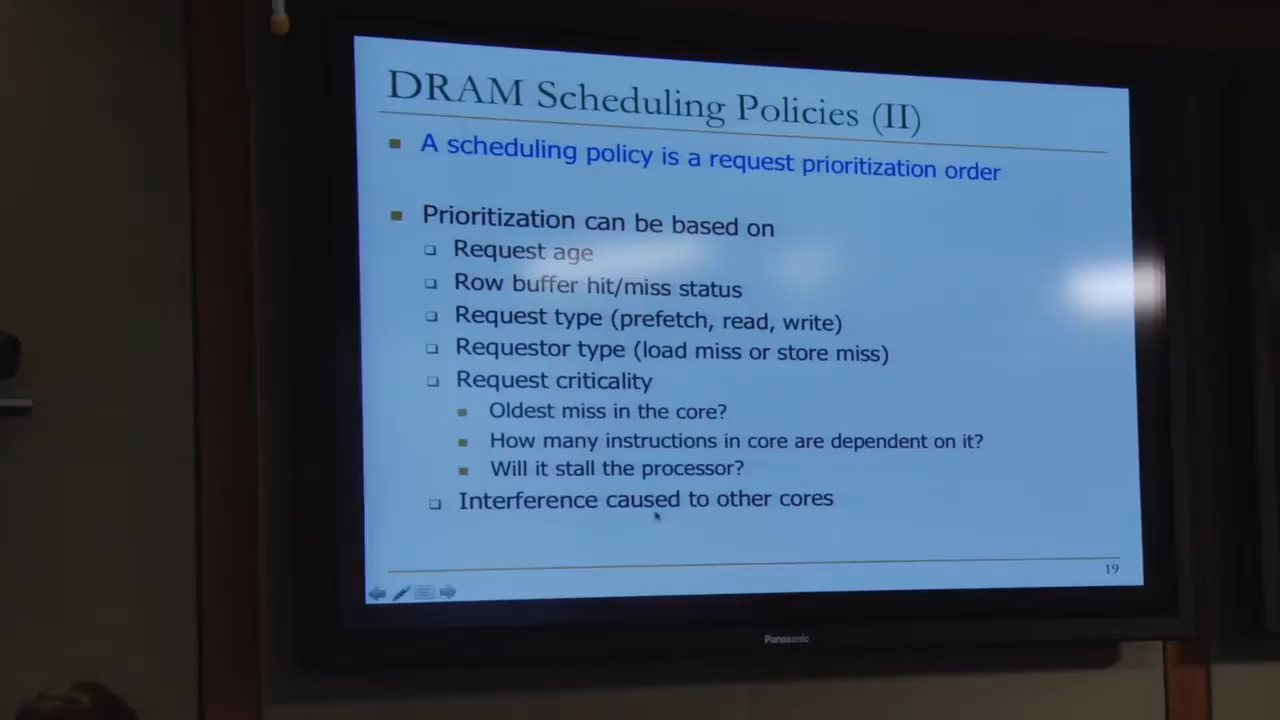 DRAM Scheduling Policies (II)
A scheduling policy is a request prioritization order
Prioritization can be based on
Request age
Row buffer hit/miss status
Request type (prefetch, read, write)
Requestor type (load miss or store miss)
Request criticality
Oldest miss in the core?
How many instructions in core are dependent on it?
Will it stall the processor?
Interference caused to other cores
19
Panasonic